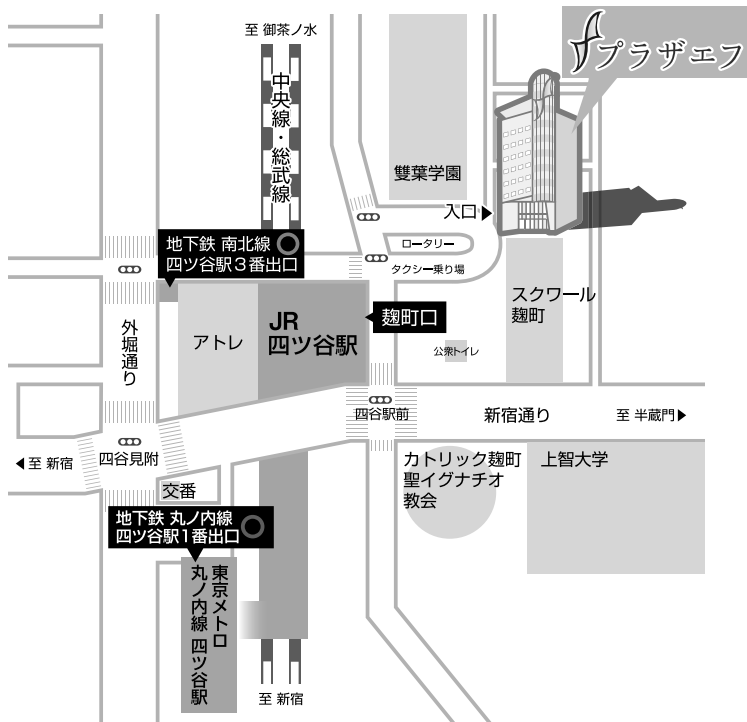 至 御茶ノ水
プラザエフ
中央線・総武線
雙葉学園
入口
地下鉄 南北線
四ツ谷駅3番出口
ロータリー
タクシー乗り場
スクワール
麹町
外堀通り
アトレ
JR
四ツ谷駅
麹町口
公衆トイレ
四谷駅前
新宿通り
至 半蔵門
至 新宿
四谷見附
カトリック麹町
聖イグナチオ
教会
上智大学
交番
地下鉄 丸ノ内線
四ツ谷駅1番出口
東京メトロ
丸ノ内線 四ツ谷駅
至 新宿